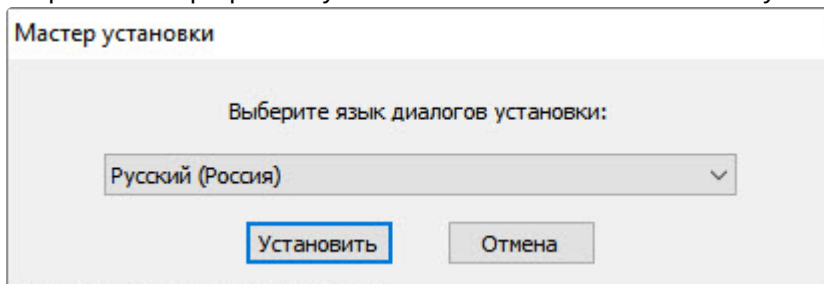 Мастер установки
Выберите язык диалогов установки:
Русский (Россия)
Установить
Отмена